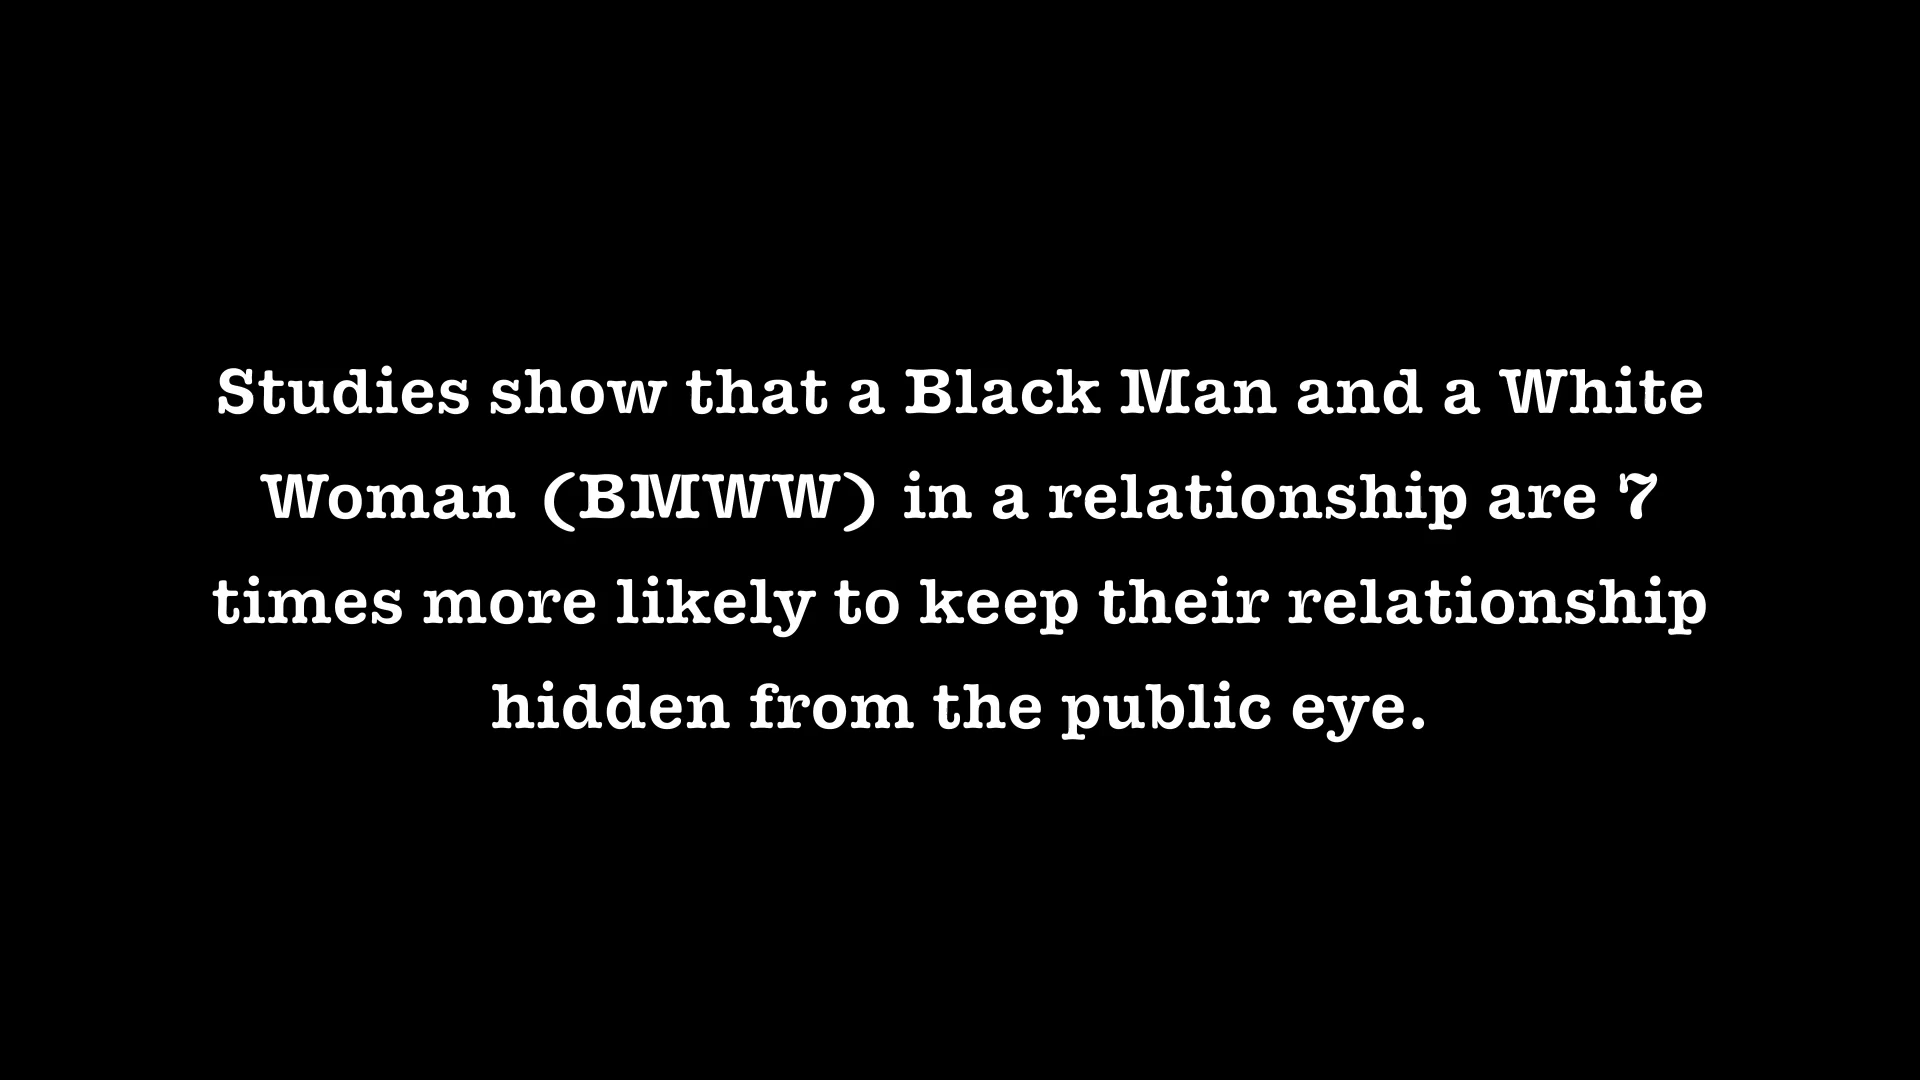 Studies show that a Black Man and a White
Woman (BMWW) in a relationship are 7
times more likely to keep their relationship
hidden from the public eye.